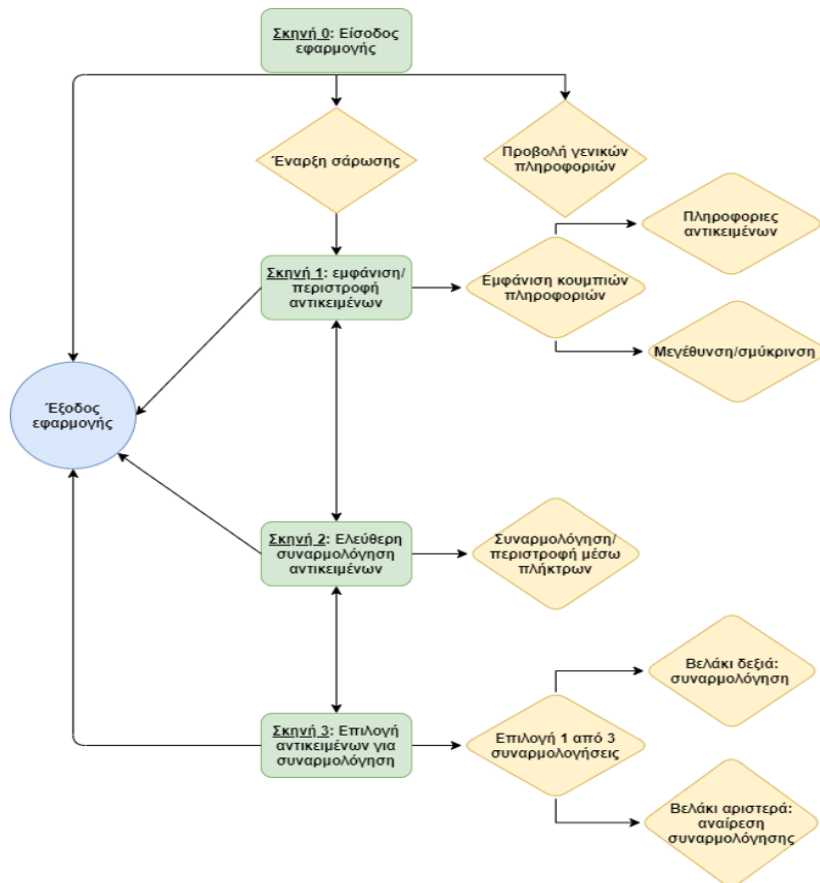 Σκηνή 0: Είσοδος
εφαρμογής
Έναρξη σάρωσης
Προβολή γενικών
πληροφοριών
Πληροφοριες
αντικειμένων
Σκηνή 1: εμφάνιση/
περιστροφή
αντικειμένων
Εμφάνιση κουμπιών
πληροφοριών
Μεγέθυνση/σμύκρινση
Έξοδος
εφαρμογής
Σκηνή 2: Ελεύθερη
συναρμολόγηση
αντικειμένων
Συναρμολόγηση/
περιστροφή μέσω
πλήκτρων
Βελάκι δεξιά:
συναρμολόγηση
Σκηνή 3: Επιλογή
αντικειμένων για
συναρμολόγηση
Επιλογή 1 από 3
συναρμολογήσεις
Βελάκι αριστερά:
αναίρεση
συναρμολόγησης